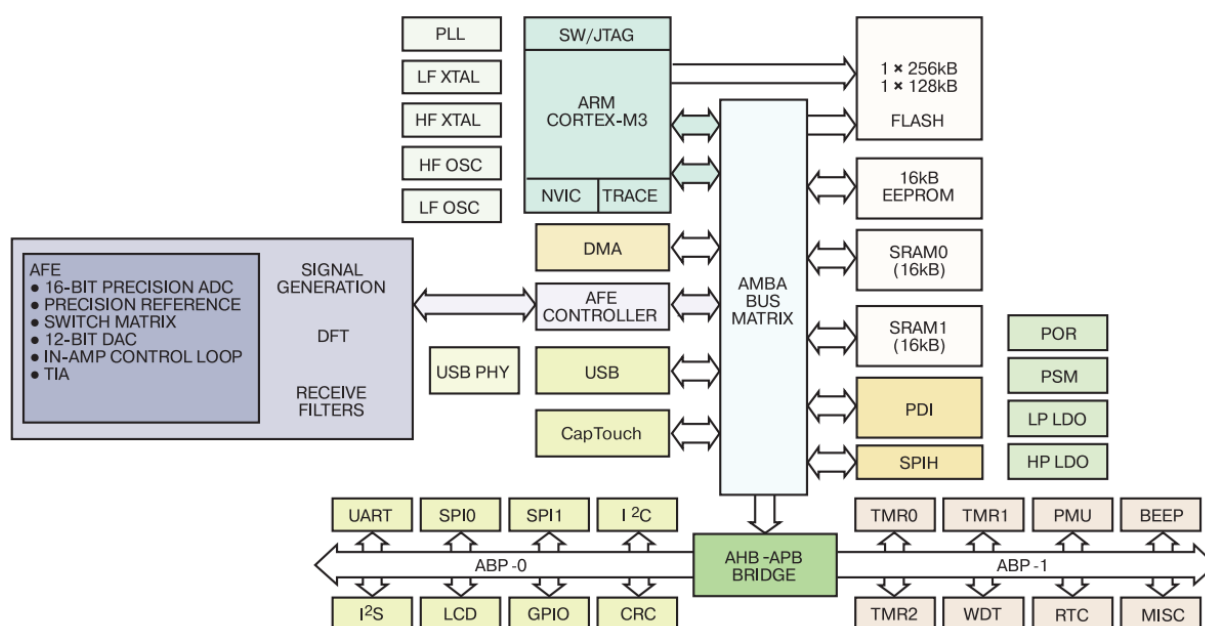 PLL
LF XTAL
HF XTAL
HF OSC
LF OSC
SW/JTAG
ARM
CORTEX-M3
NVIC
TRACE
1 × 256kB
1 × 128kB
FLASH
16kB
EEPROM
SRAM0
(16kB)
SRAM1
(16kB)
PDI
SPIH
POR
PSM
LP LDO
HP LDO
AMBA
BUS
MATRIX
DMA
AFE
CONTROLLER
USB PHY
USB
CapTouch
AFE
● 16-BIT PRECISION ADC
● PRECISION REFERENCE
● SWITCH MATRIX
● 12-BIT DAC
● IN-AMP CONTROL LOOP
● TIA
SIGNAL
GENERATION
DFT
RECEIVE
FILTERS
UART
SPI0
SPI1
I²C
TMR0
TMR1
PMU
BEEP
ABP-0
AHB-APB
BRIDGE
ABP-1
I²S
LCD
GPIO
CRC
TMR2
WDT
RTC
MISC